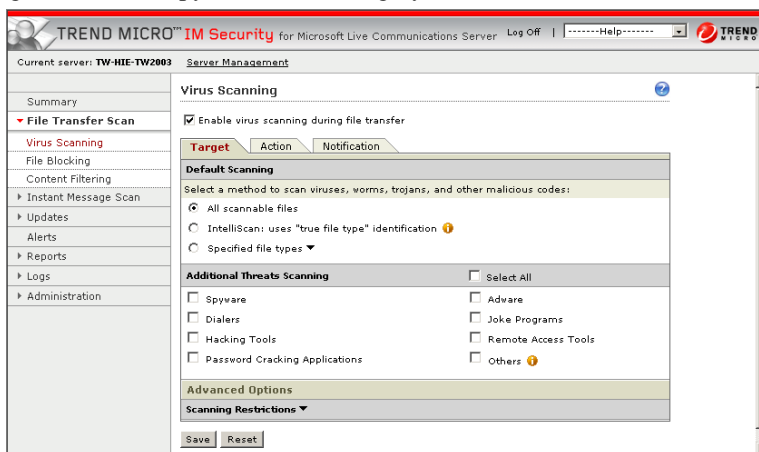 TREND MICRO™ IM Security for Microsoft Live Communications Server Log Off | -------Help------- TREND MICRO
Current server: TW-HIE-TW2003 Server Management
Virus Scanning
Summary
File Transfer Scan
Virus Scanning
File Blocking
Content Filtering
Instant Message Scan
Updates
Alerts
Reports
Logs
Administration
Enable virus scanning during file transfer
Target Action Notification
Default Scanning
Select a method to scan viruses, worms, trojans, and other malicious codes:
All scannable files
IntelliScan: uses "true file type" identification
Specified file types
Additional Threats Scanning Select All
Spyware Adware
Dialers Joke Programs
Hacking Tools Remote Access Tools
Password Cracking Applications Others
Advanced Options
Scanning Restrictions
Save Reset